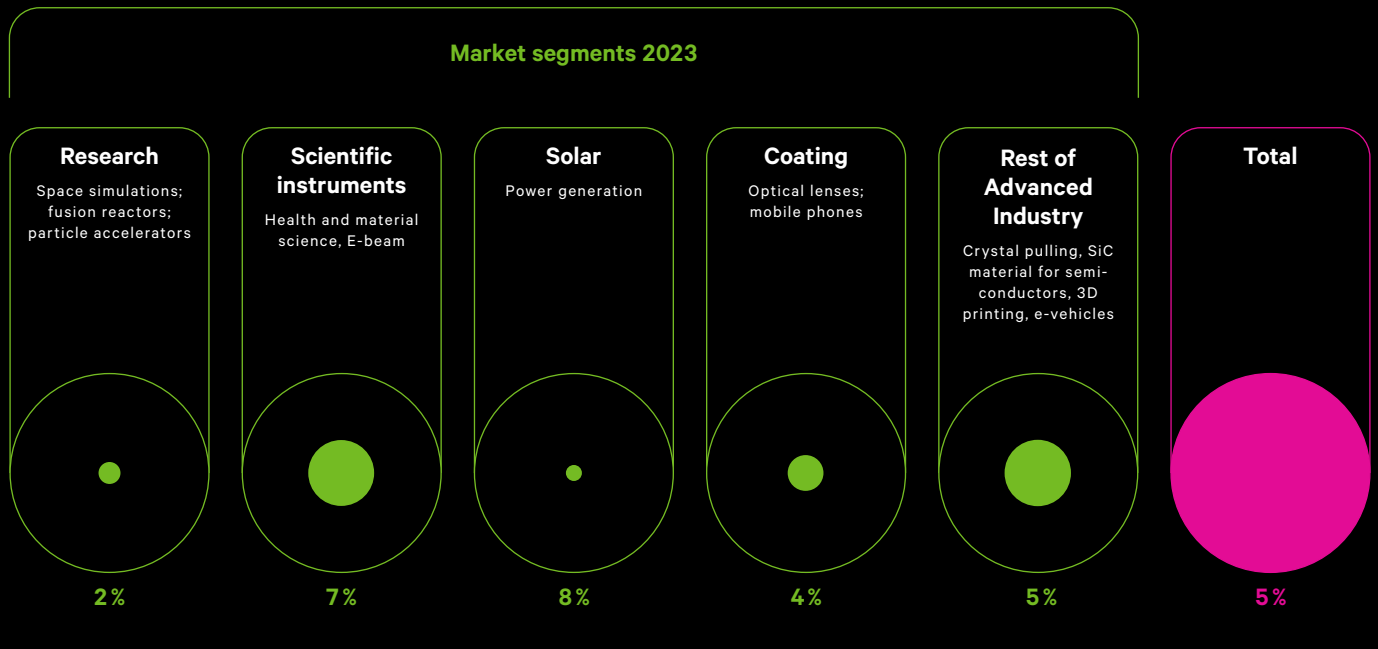 Market segments 2023
Research
Space simulations;
fusion reactors;
particle accelerators
2%
Scientific
instruments
Health and material
science, E-beam
7%
Solar
Power generation
8%
Coating
Optical lenses;
mobile phones
4%
Rest of
Advanced
Industry
Crystal pulling, SiC
material for semi-
conductors, 3D
printing, e-vehicles
5%
Total
5%